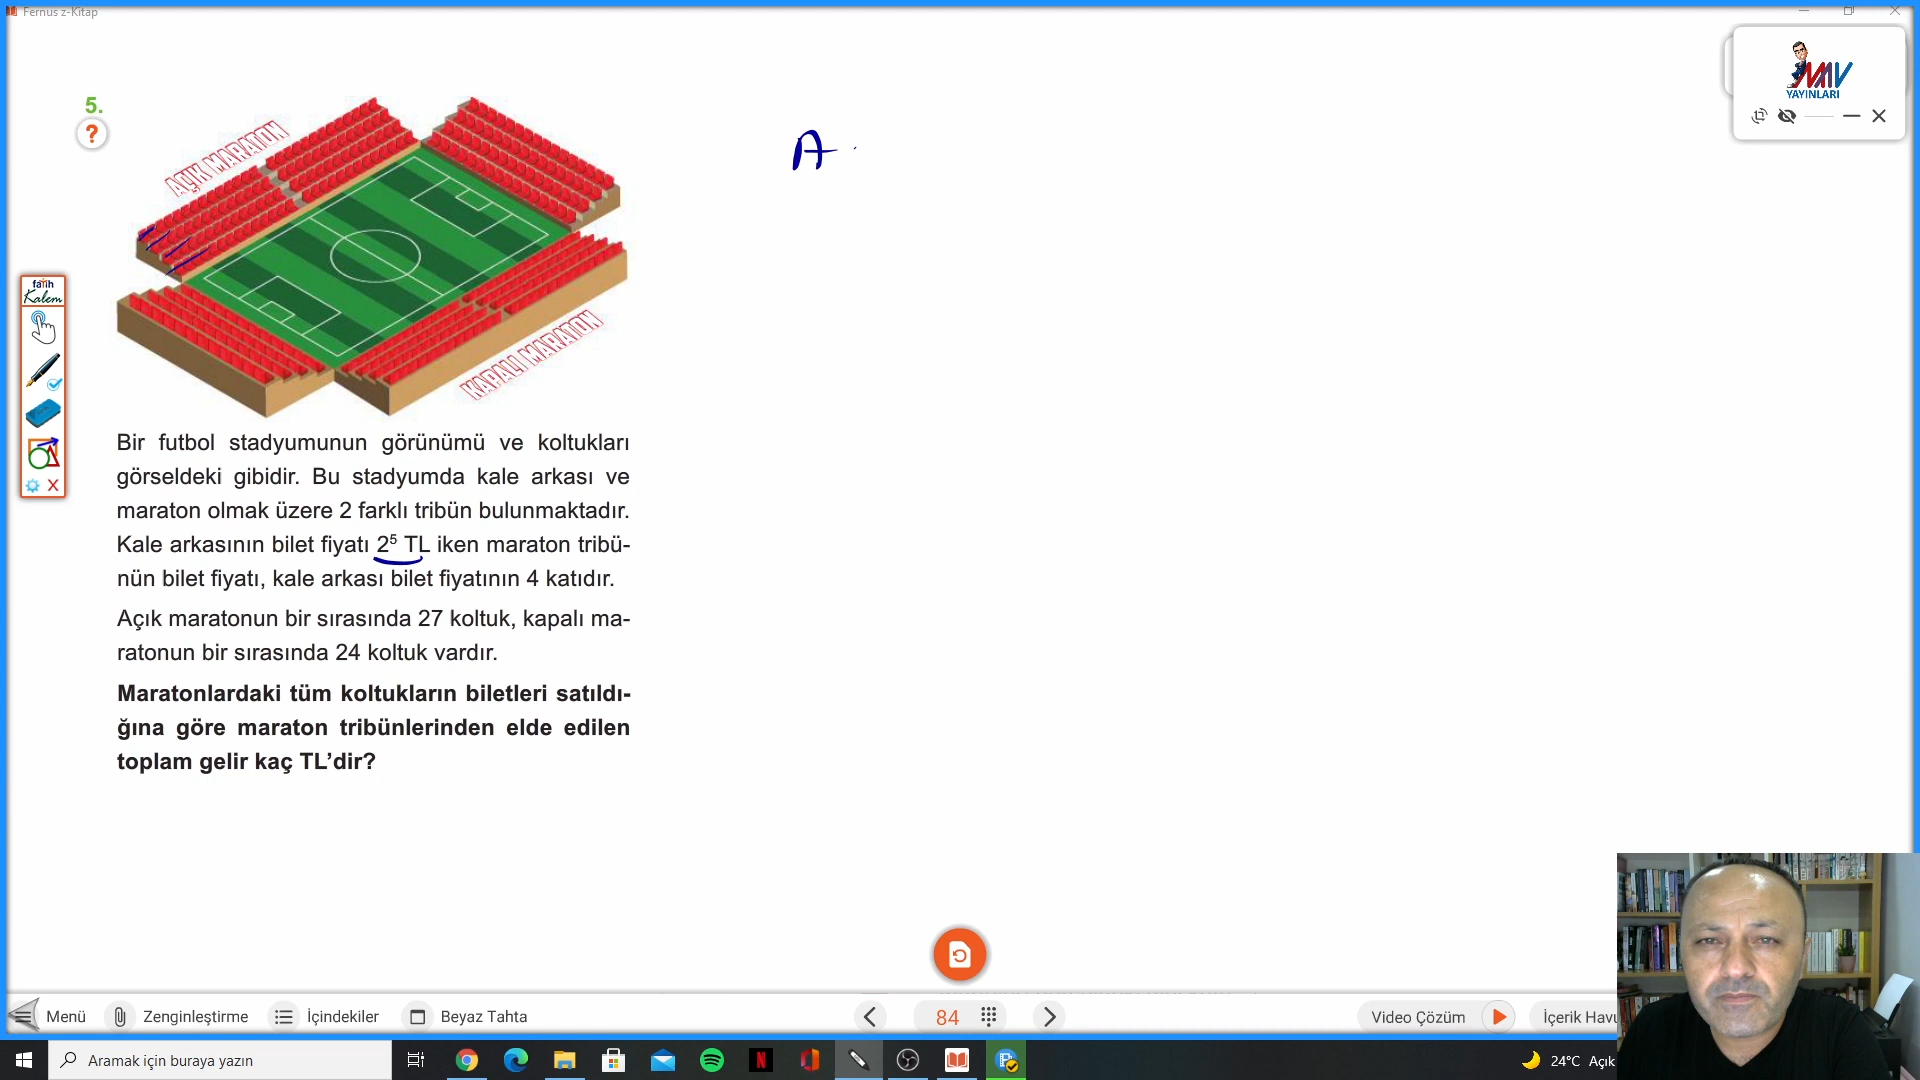 Fernus z-Kitap
MAV
YAYINLARI
5.
?
AÇIK MARATON
A
KAPALI MARATON
fatih
Kalem
Bir futbol stadyumunun görünümü ve koltukları
görseldeki gibidir. Bu stadyumda kale arkası ve
maraton olmak üzere 2 farklı tribün bulunmaktadır.
Kale arkasının bilet fiyatı 2⁵ TL iken maraton tribü-
nün bilet fiyatı, kale arkası bilet fiyatının 4 katıdır.
Açık maratonun bir sırasında 27 koltuk, kapalı ma-
ratonun bir sırasında 24 koltuk vardır.
Maratonlardaki tüm koltukların biletleri satıldı-
ğına göre maraton tribünlerinden elde edilen
toplam gelir kaç TL’dir?
Menü
Zenginleştirme
İçindekiler
Beyaz Tahta
84
Video Çözüm
İçerik Havu
Aramak için buraya yazın
24°C Açık